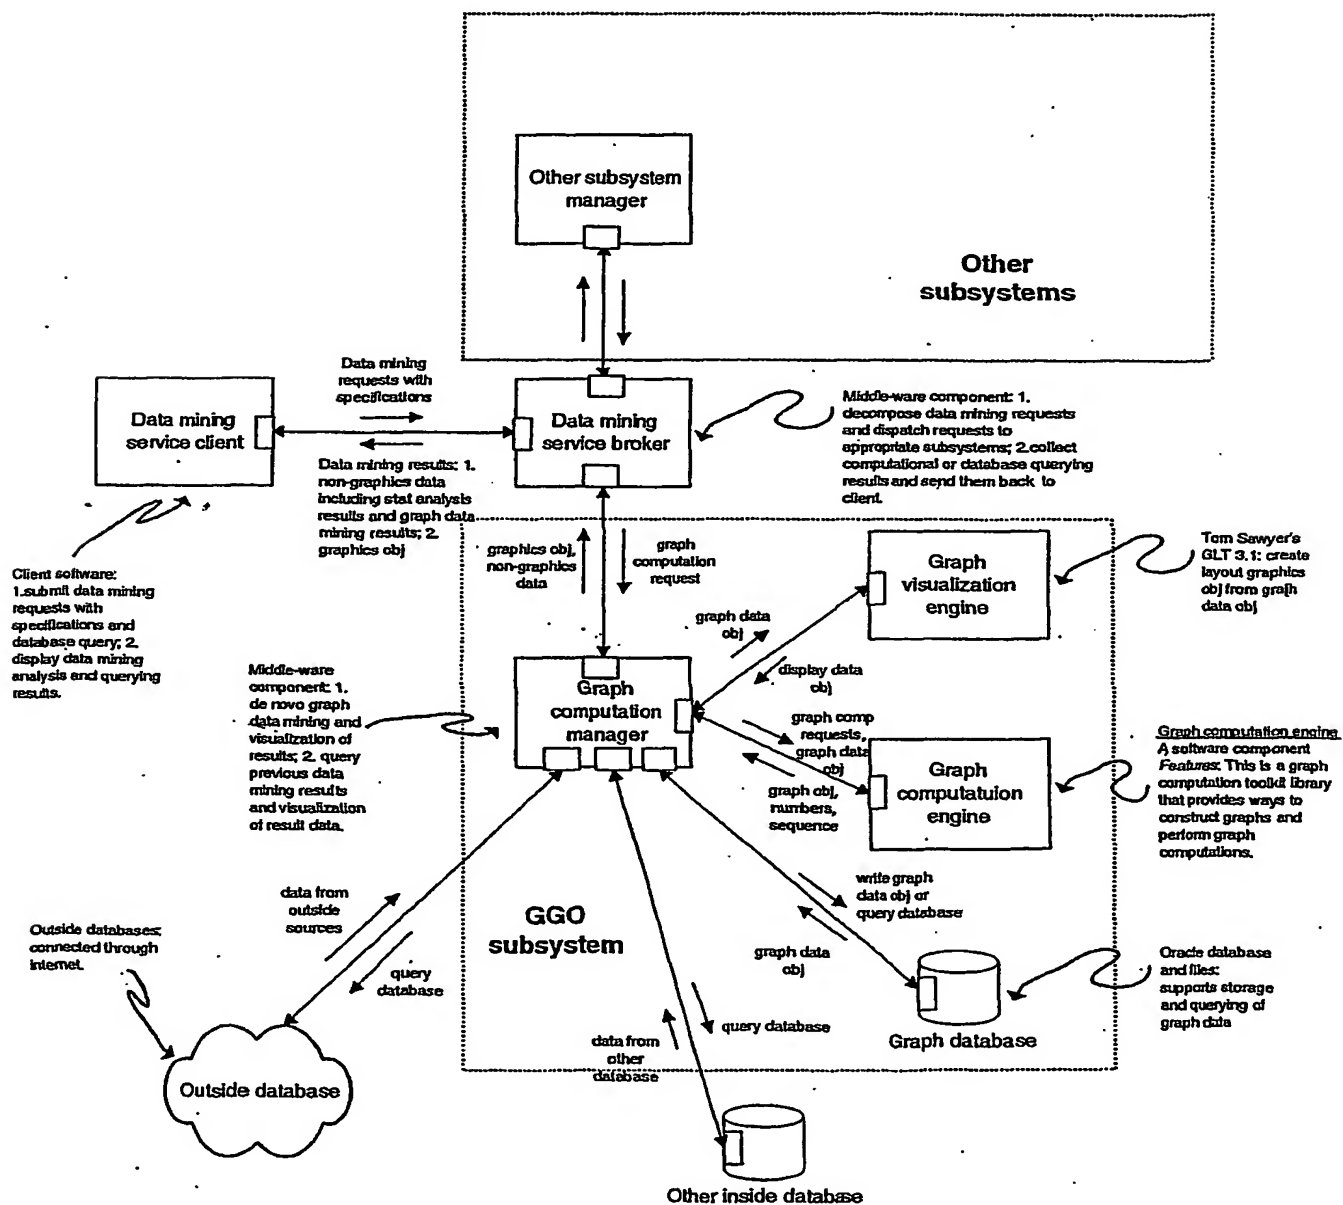 Other subsystem
manager
Other
subsystems
Data mining
requests with
specifications
Data mining
service client
Data mining
service broker
Middle-ware component: 1.
decompose data mining requests
and dispatch requests to
appropriate subsystems; 2.collect
computational or database querying
results and send them back to
client.
Data mining results: 1.
non-graphics data
including stat analysis
results and graph data
mining results; 2.
graphics obj
graphics obj,
non-graphics
data
graph
computation
request
Client software:
1.submit data mining
requests with
specifications and
database query; 2.
display data mining
analysis and querying
results.
Graph
visualization
engine
Tom Sawyer's
GLT 3.1: create
layout graphics
obj from graph
data obj
graph data
obj
display data
obj
Middle-ware
component: 1.
de novo graph
data mining and
visualization of
results; 2. query
previous data
mining results
and visualization
of result data.
Graph
computation
manager
graph comp
requests,
graph data
obj
graph obj,
numbers,
sequence
Graph
computatuion
engine
Graph computation engine
A software component
Features: This is a graph
computation toolkit library
that provides ways to
construct graphs and
perform graph
computations.
data from
outside
sources
GGO
subsystem
write graph
data obj or
query database
graph data
obj
Outside databases;
connected through
internet.
query
database
Oracle database
and files:
supports storage
and querying of
graph data
query database
Graph database
data from
other
database
Outside database
Other inside database